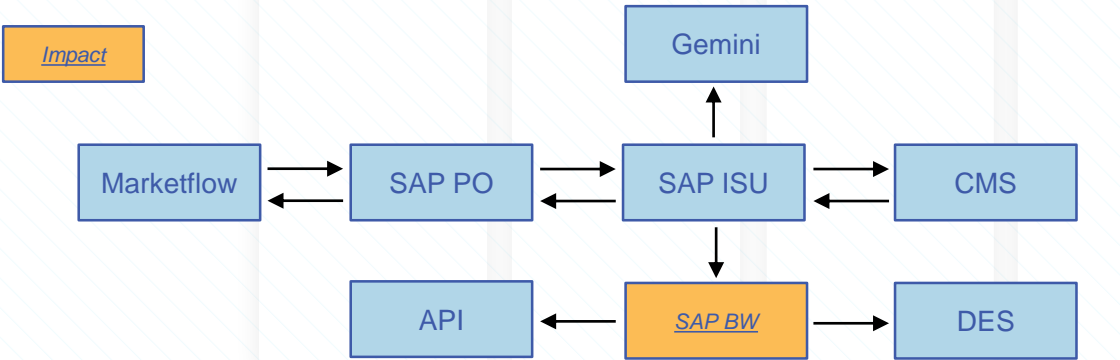 Impact
Gemini
Marketflow
SAP PO
SAP ISU
CMS
API
SAP BW
DES